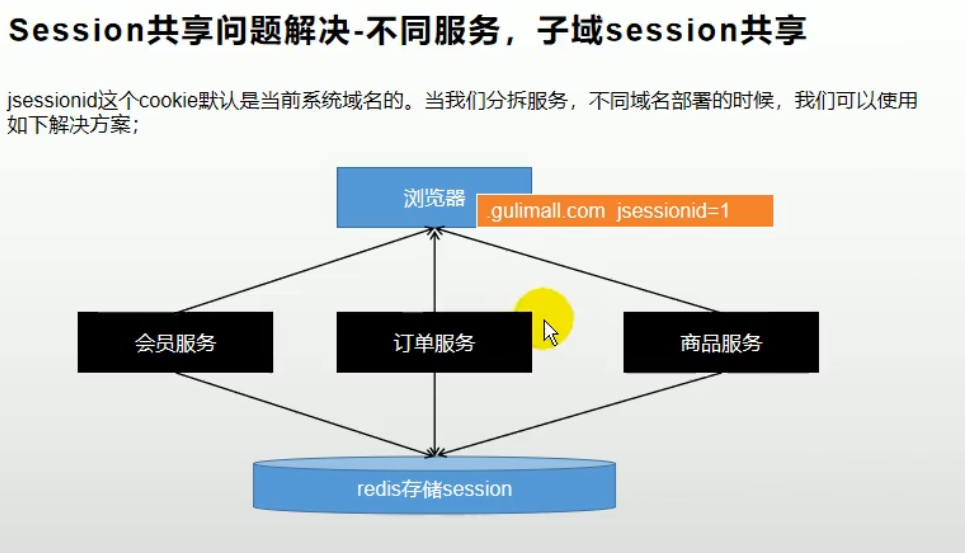 Session共享问题解决-不同服务，子域session共享
jsessionid这个cookie默认是当前系统域名的。当我们分拆服务，不同域名部署的时候，我们可以使用
如下解决方案；
浏览器
.gulimall.com jsessionid=1
会员服务
订单服务
商品服务
redis存储session